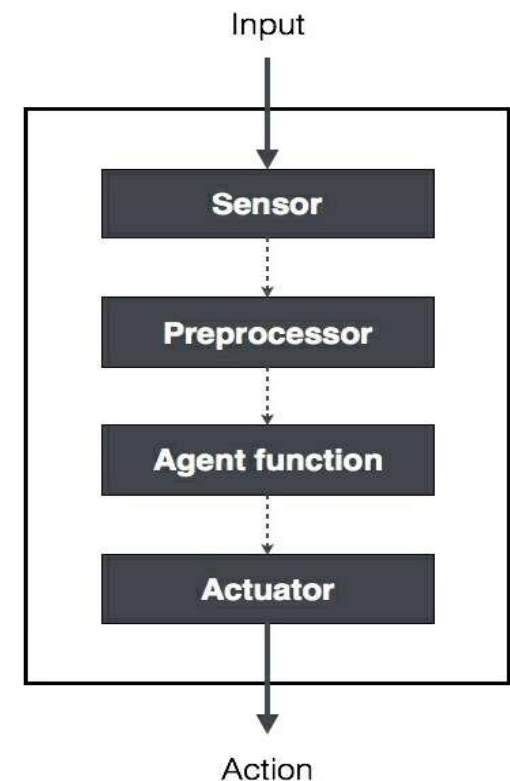 Input
Sensor
Preprocessor
Agent function
Actuator
Action